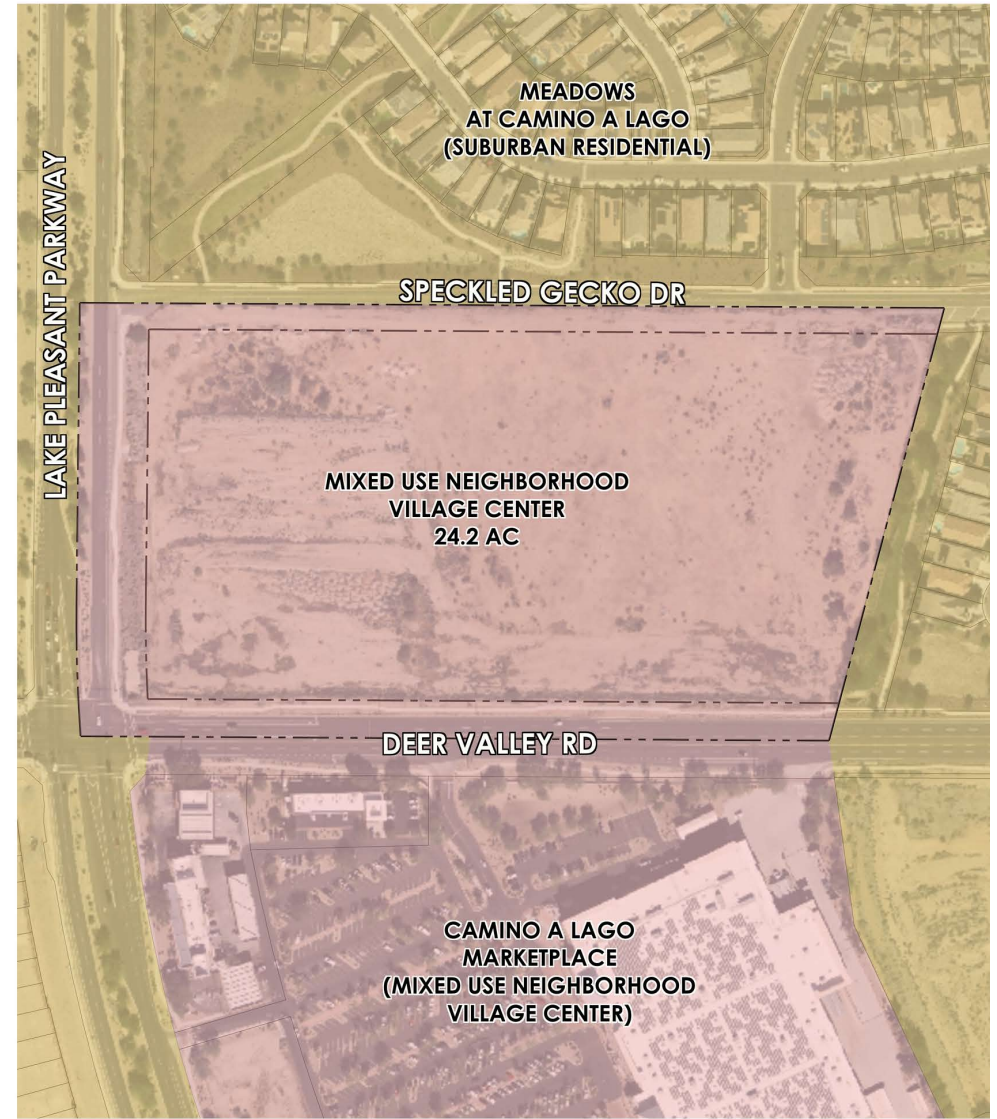 MEADOWS
AT CAMINO A LAGO
(SUBURBAN RESIDENTIAL)
LAKE PLEASANT PARKWAY
SPECKLED GECKO DR
MIXED USE NEIGHBORHOOD
VILLAGE CENTER
24.2 AC
DEER VALLEY RD
CAMINO A LAGO
MARKETPLACE
(MIXED USE NEIGHBORHOOD
VILLAGE CENTER)